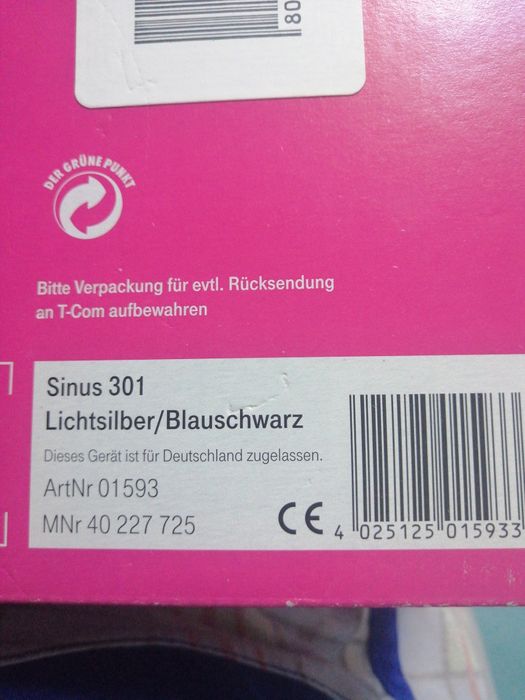 80
DER GRÜNE PUNKT
Bitte Verpackung für evtl. Rücksendung
an T-Com aufbewahren
Sinus 301
Lichtsilber/Blauschwarz
Dieses Gerät ist für Deutschland zugelassen.
ArtNr 01593
MNr 40 227 725
CE
4 025125 015933